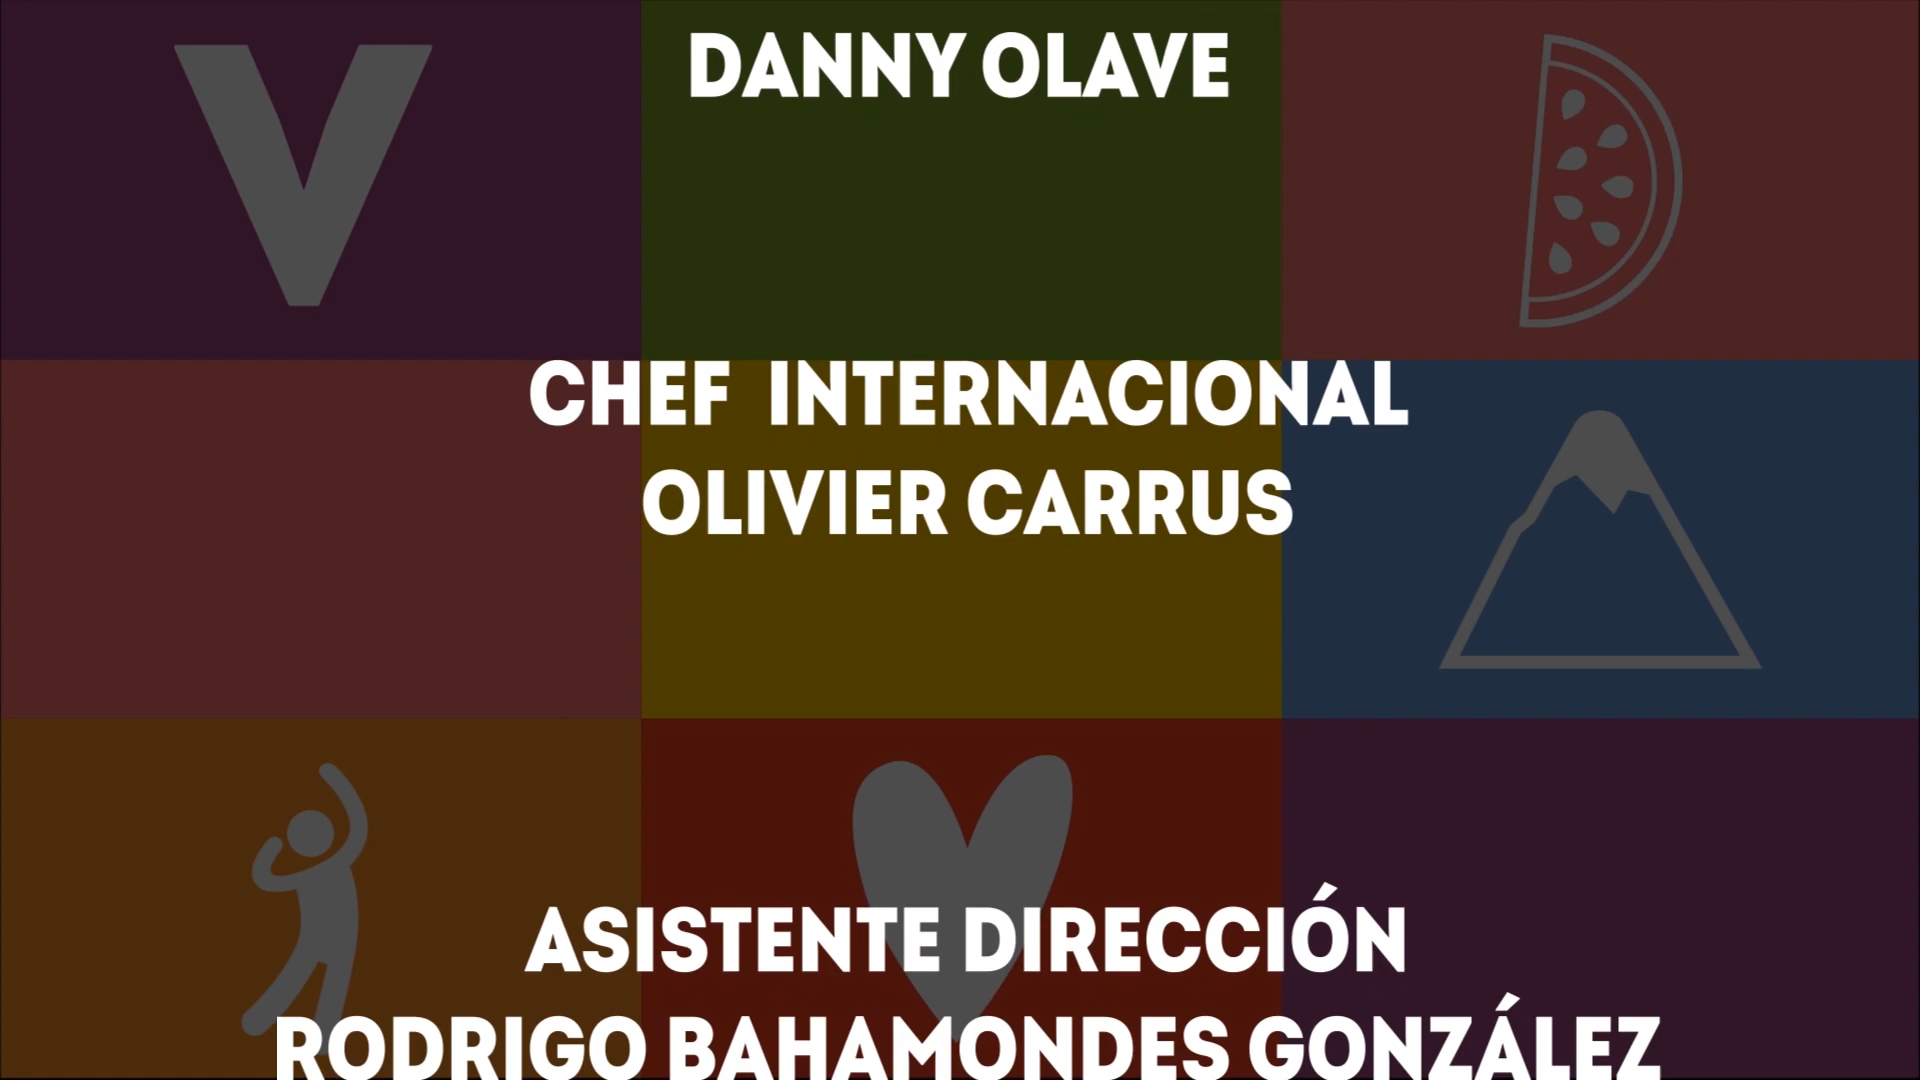 V
DANNY OLAVE
CHEF INTERNACIONAL
OLIVIER CARRUS
ASISTENTE DIRECCIÓN
RODRIGO BAHAMONDES GONZÁLEZ